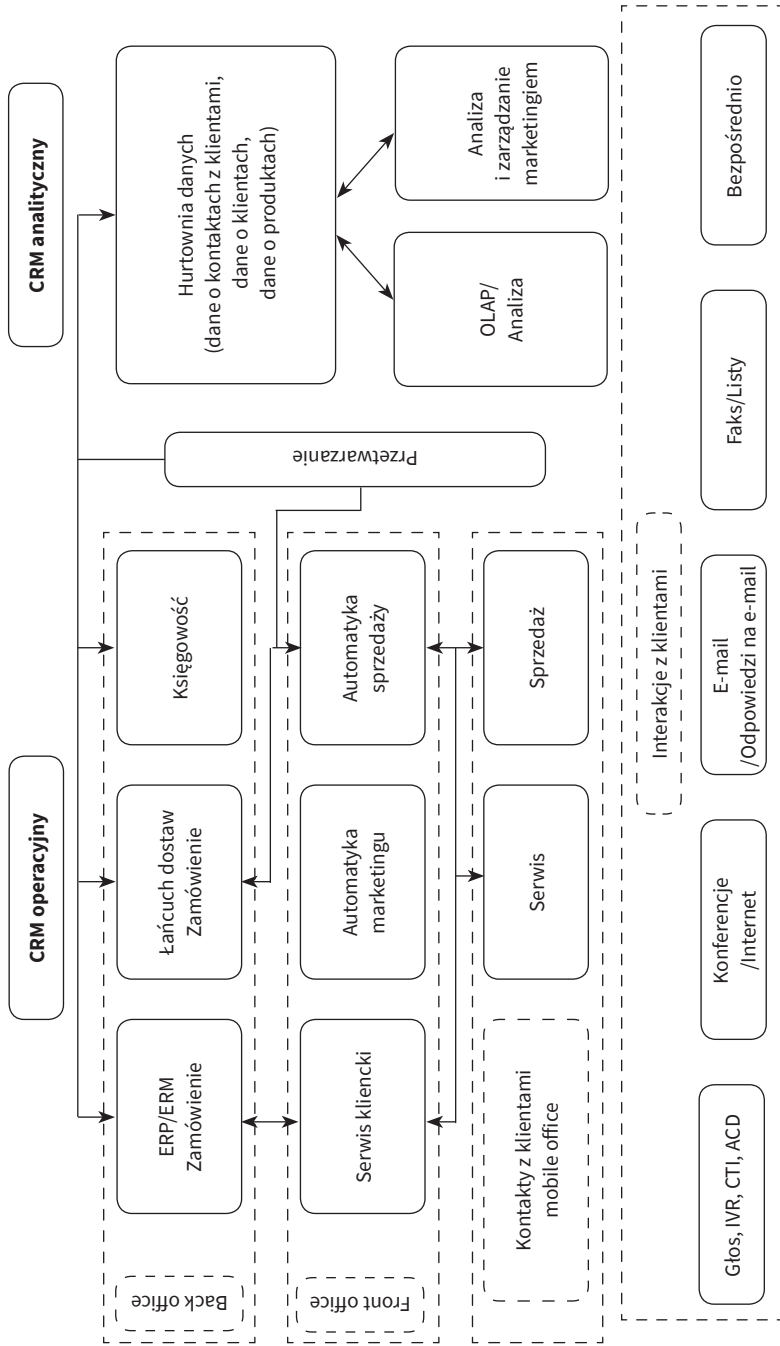 CRM operacyjny
CRM analityczny
Back office
ERP/ERM
Zamówienie
Łańcuch dostaw
Zamówienie
Księgowość
Front office
Serwis kliencki
Automatyka
marketingu
Automatyka
sprzedaży
Kontakty z klientami
mobile office
Serwis
Sprzedaż
Przetwarzanie
Hurtownia danych
(dane o kontaktach z klientami,
dane o klientach,
dane o produktach)
OLAP/
Analiza
Analiza
i zarządzanie
marketingiem
Interakcje z klientami
Głos, IVR, CTI, ACD
Konferencje
/Internet
E-mail
/Odpowiedzi na e-mail
Faks/Listy
Bezpośrednio